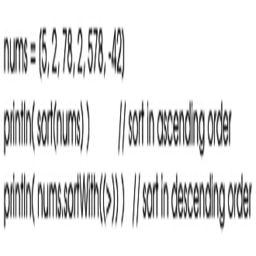 nums = (5, 2, 78, 2, 578, -42)
println( sort(nums) ) // sort in ascending order
println( nums.sortWith((>)) ) // sort in descending order